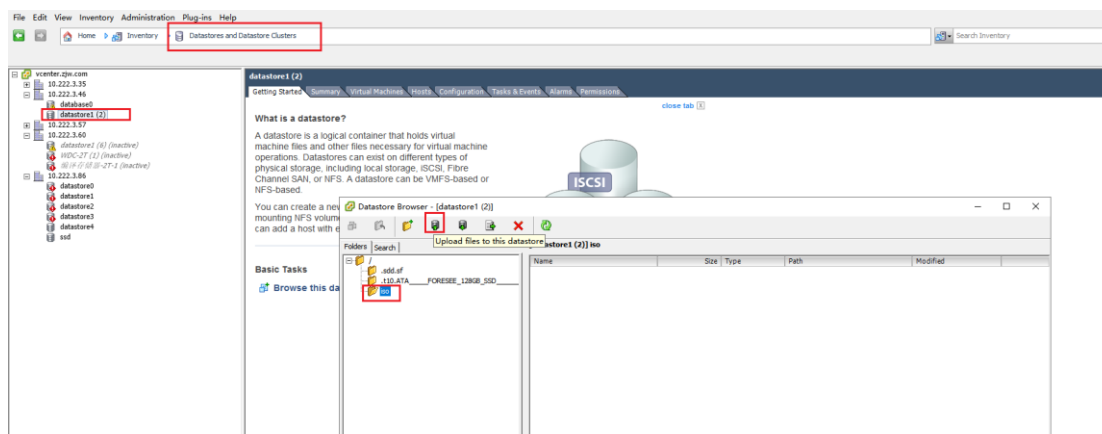 File Edit View Inventory Administration Plug-ins Help
Home Inventory Datastores and Datastore Clusters
Search Inventory
vcenter.zjw.com
10.222.3.35
10.222.3.46
database0
datastore1 (2)
10.222.3.57
10.222.3.60
datastore1 (6) (inactive)
WDC-2T (1) (inactive)
-2T-1 (inactive)
10.222.3.86
datastore0
datastore1
datastore2
datastore3
datastore4
ssd
datastore1 (2)
Getting Started Summary Virtual Machines Hosts Configuration Tasks & Events Alarms Permissions
close tab
What is a datastore?
A datastore is a logical container that holds virtual
machine files and other files necessary for virtual machine
operations. Datastores can exist on different types of
physical storage, including local storage, iSCSI, Fibre
Channel SAN, or NFS. A datastore can be VMFS-based or
NFS-based.
You can create a new
mounting NFS volum
can add a host with e
Basic Tasks
Browse this da
ISCSI
Datastore Browser - [datastore1 (2)]
Upload files to this datastore
Folders Search
astore1 (2)] iso
/
.sdd.sf
.t10.ATA_____FORESEE_128GB_SSD______
iso
Name Size Type Path Modified